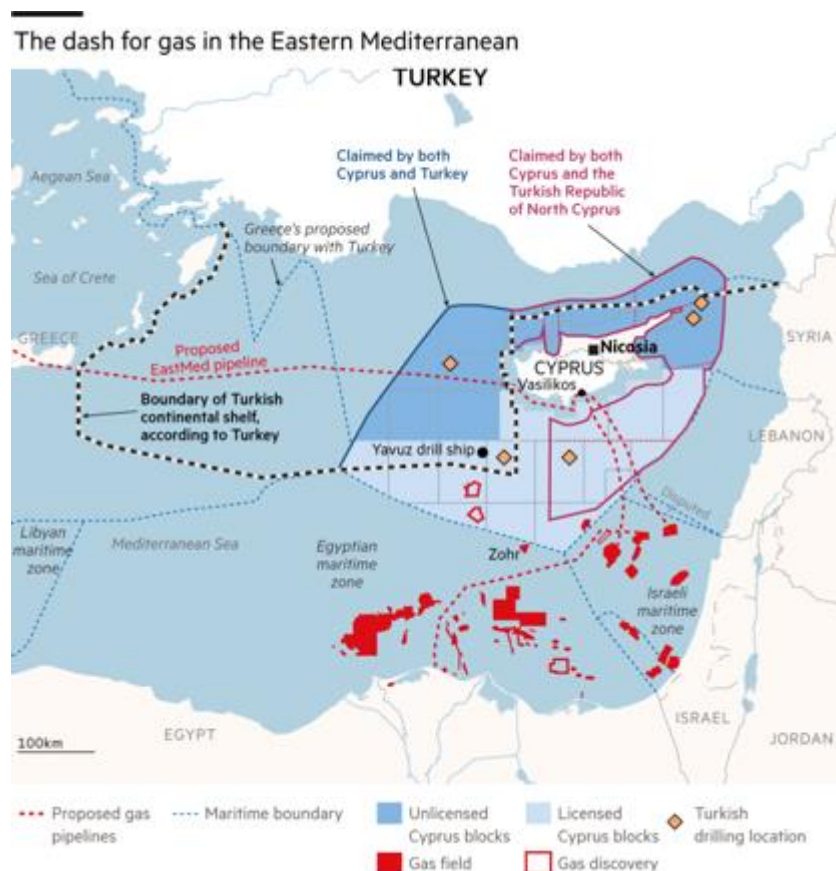 The dash for gas in the Eastern Mediterranean
TURKEY
Claimed by both
Cyprus and Turkey
Claimed by both
Cyprus and the
Turkish Republic
of North Cyprus
Aegean Sea
Greece's proposed
boundary with Turkey
Sea of Crete
GREECE
Proposed
EastMed pipeline
Nicosia
CYPRUS
Vasilikos
SYRIA
Boundary of Turkish
continental shelf,
according to Turkey
Yavuz drill ship
LEBANON
Disputed
Libyan
maritime
zone
Mediterranean Sea
Egyptian
maritime
zone
Zohr
Israeli
maritime
zone
EGYPT
ISRAEL
JORDAN
100km
Proposed gas
pipelines
Maritime boundary
Unlicensed
Cyprus blocks
Licensed
Cyprus blocks
Turkish
drilling location
Gas field
Gas discovery